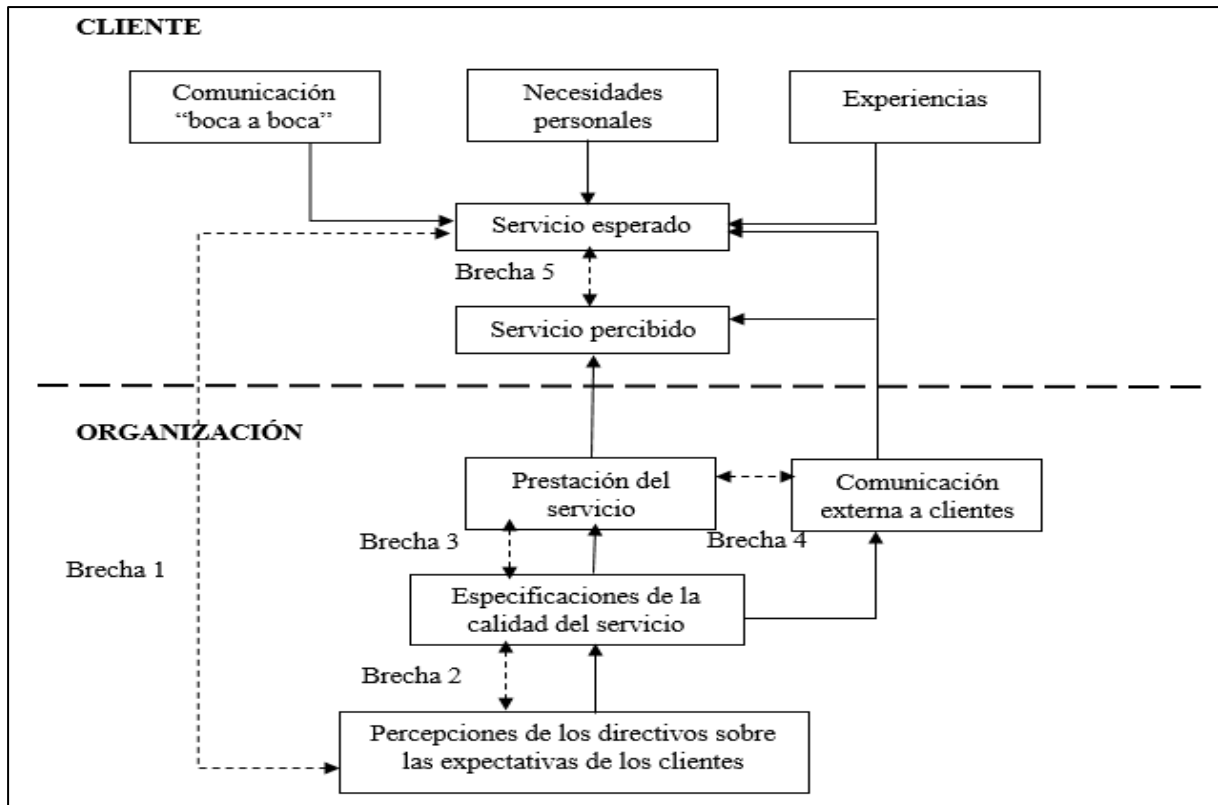 CLIENTE
Comunicación
“boca a boca”
Necesidades
personales
Experiencias
Servicio esperado
Brecha 5
Servicio percibido
ORGANIZACIÓN
Prestación del
servicio
Comunicación
externa a clientes
Brecha 3
Brecha 4
Brecha 1
Especificaciones de la
calidad del servicio
Brecha 2
Percepciones de los directivos sobre
las expectativas de los clientes